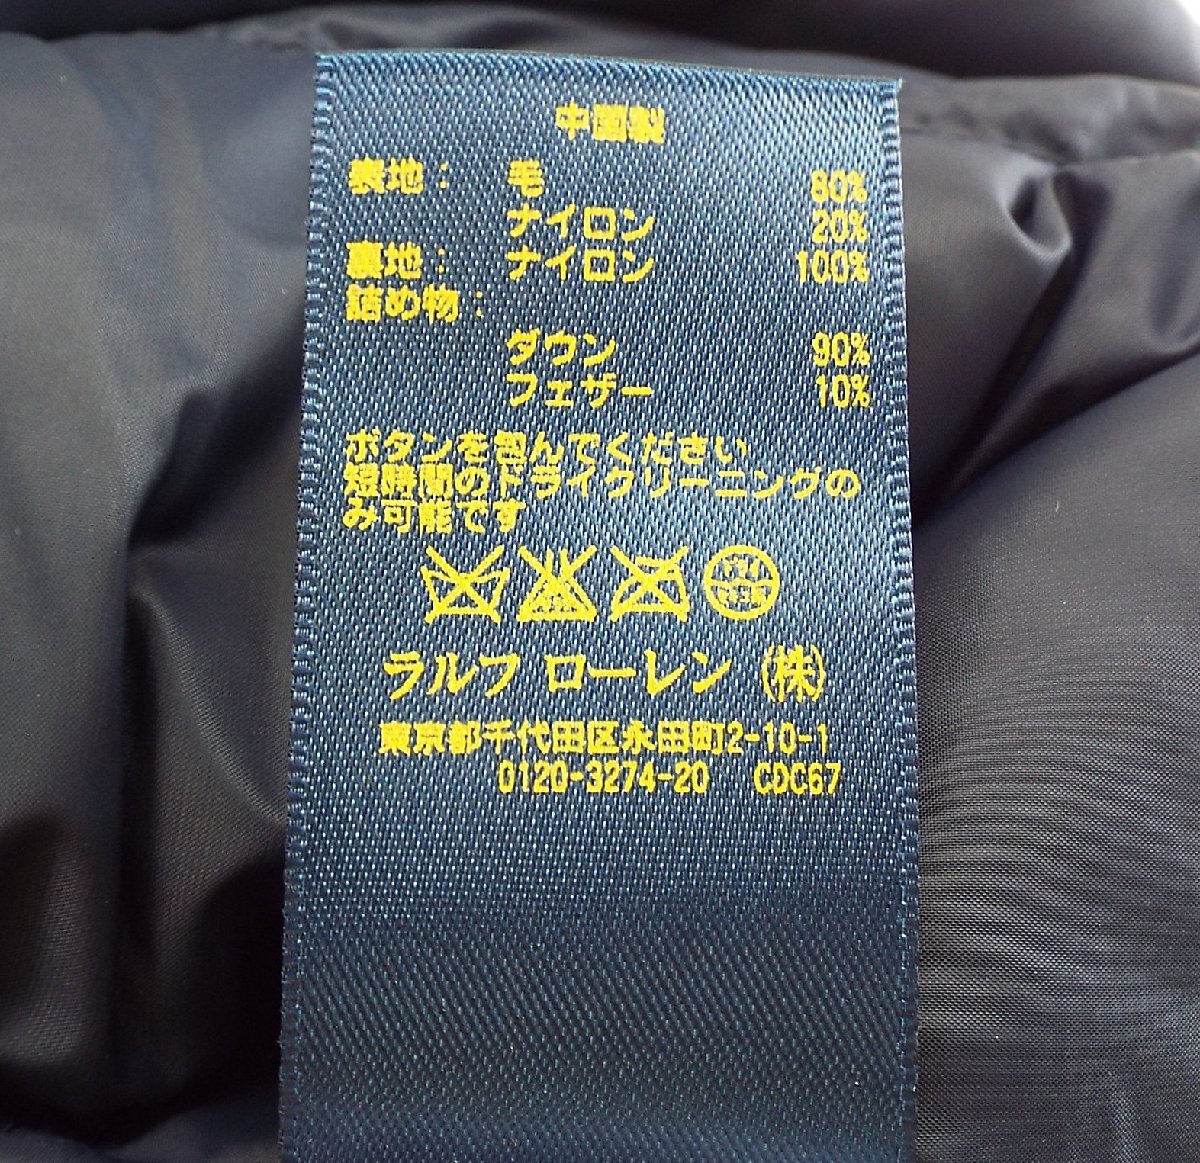 中国製
表地： 毛 80%
ナイロン 20%
裏地： ナイロン 100%
詰め物：
ダウン 90%
フェザー 10%
ボタンを包んでください
短時間のドライクリーニングの
み可能です
ドライ
ラルフ ローレン (株)
東京都千代田区永田町2-10-1
0120-3274-20 CDC67